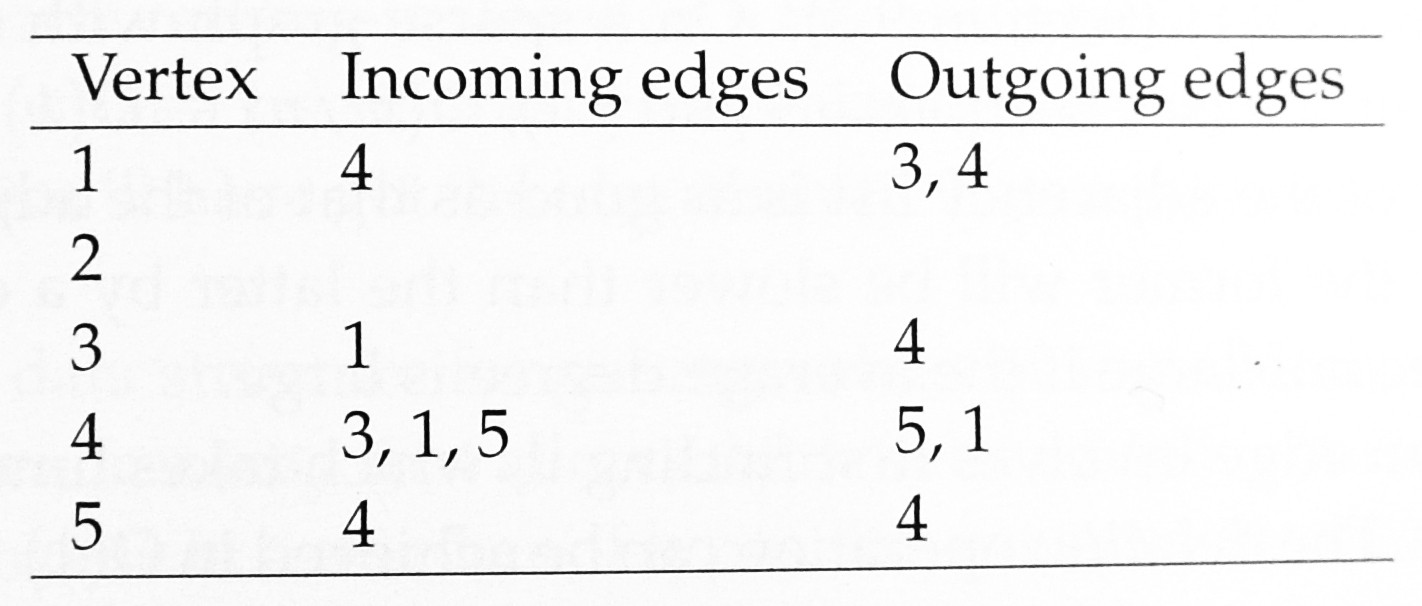 Vertex Incoming edges Outgoing edges
1 4 3, 4
2
3 1 4
4 3, 1, 5 5, 1
5 4 4